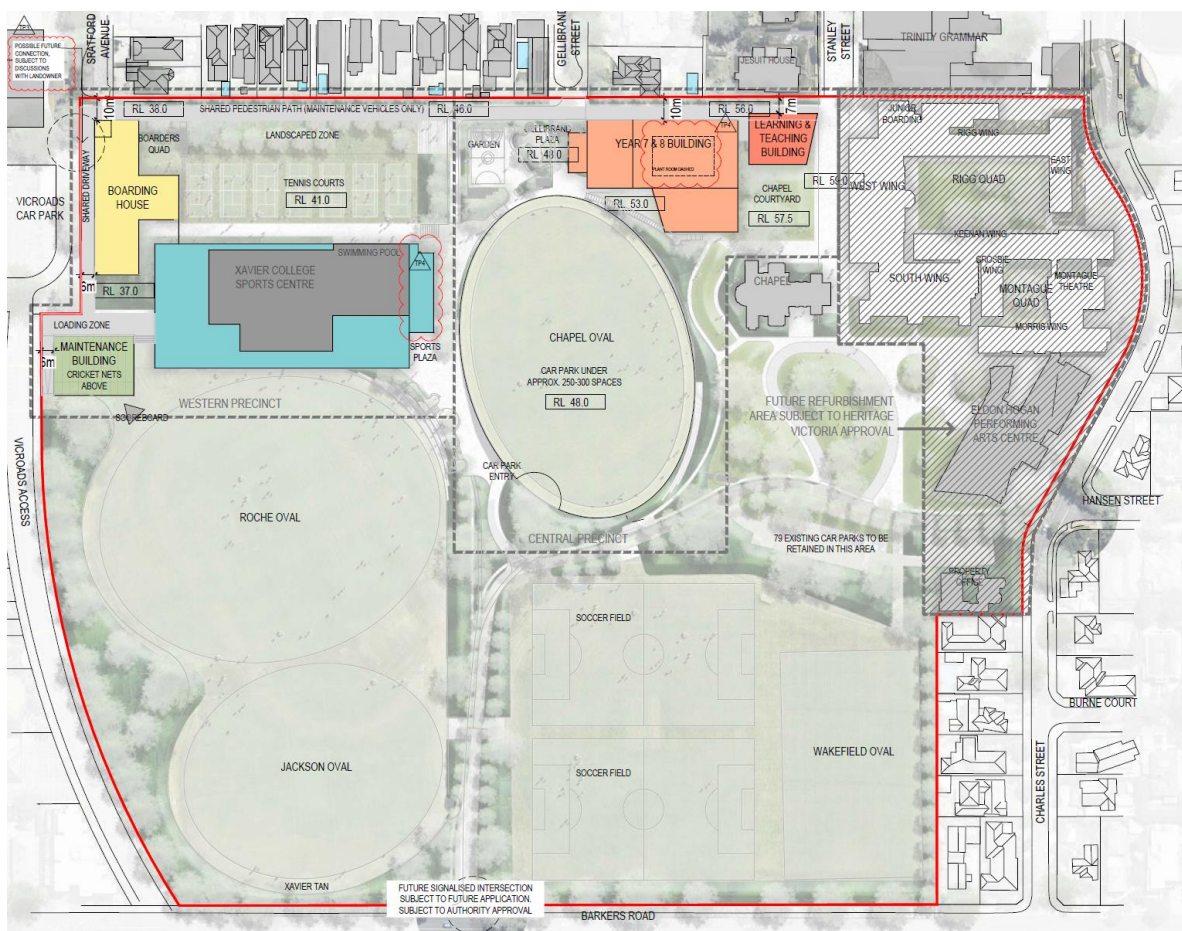 TP3
POSSIBLE FUTURE
CONNECTION,
SUBJECT TO
DISCUSSIONS
WITH LANDOWNER
SRATFORD
AVENUE
GELLIBRAND
STREET
STANLEY
STREET
TRINITY GRAMMAR
JESUIT HOUSE
10m
RL 38.0
SHARED PEDESTRIAN PATH (MAINTENANCE VEHICLES ONLY)
RL 46.0
10m
RL 56.0
7m
JUNIOR
BOARDING
RIGG WING
EAST
WING
BOARDERS
QUAD
LANDSCAPED ZONE
GARDEN
GELLIBRAND
PLAZA
RL 48.0
YEAR 7 & 8 BUILDING
TP4
PLANT ROOM DASHED
LEARNING &
TEACHING
BUILDING
SHARED DRIVEWAY
BOARDING
HOUSE
TENNIS COURTS
RL 41.0
RL 53.0
CHAPEL
COURTYARD
RL 57.5
RL 59.0
WEST WING
RIGG QUAD
VICROADS
CAR PARK
KEENAN WING
SWIMMING POOL
TP4
XAVIER COLLEGE
SPORTS CENTRE
6m
RL 37.0
CHAPEL
SOUTH WING
CROSBIE
WING
MONTAGUE
QUAD
MONTAGUE
THEATRE
MORRIS WING
LOADING ZONE
6m
MAINTENANCE
BUILDING
CRICKET NETS
ABOVE
SPORTS
PLAZA
CHAPEL OVAL
CAR PARK UNDER
APPROX. 250-300 SPACES
RL 48.0
SCOREBOARD
WESTERN PRECINCT
FUTURE REFURBISHMENT
AREA SUBJECT TO HERITAGE
VICTORIA APPROVAL
ELDON HOGAN
PERFORMING
ARTS CENTRE
VICROADS ACCESS
CAR PARK
ENTRY
HANSEN STREET
ROCHE OVAL
CENTRAL PRECINCT
79 EXISTING CAR PARKS TO BE
RETAINED IN THIS AREA
PROPERTY
OFFICE
SOCCER FIELD
BURNE COURT
JACKSON OVAL
SOCCER FIELD
WAKEFIELD OVAL
CHARLES STREET
XAVIER TAN
FUTURE SIGNALISED INTERSECTION
SUBJECT TO FUTURE APPLICATION.
SUBJECT TO AUTHORITY APPROVAL
BARKERS ROAD